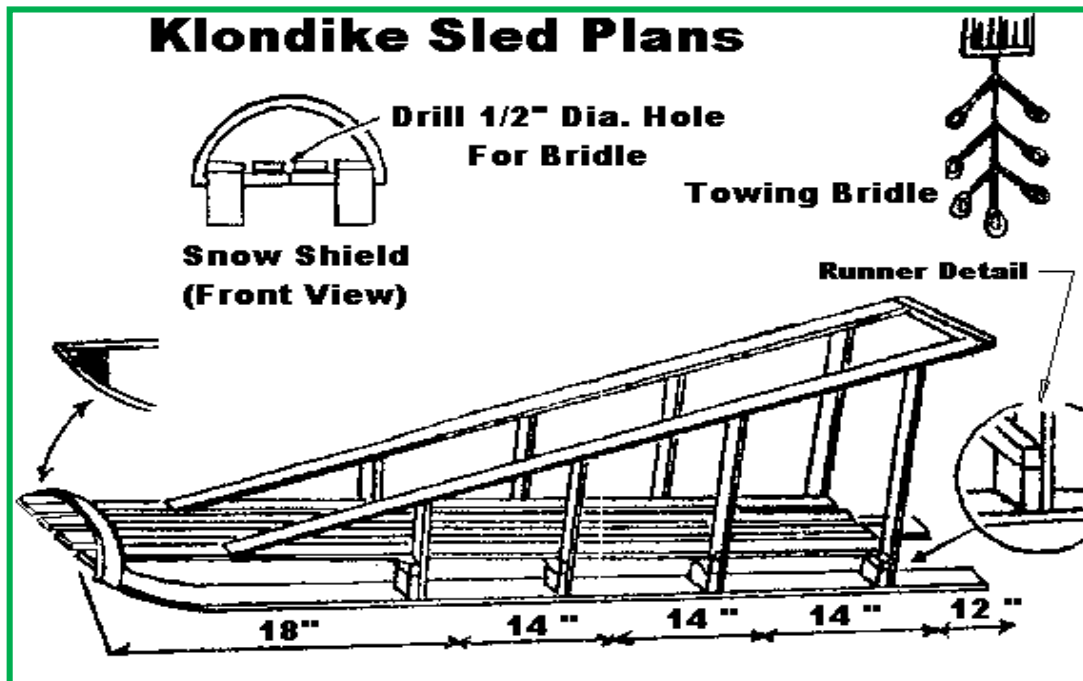 Klondike Sled Plans
Drill 1/2" Dia. Hole
For Bridle
Towing Bridle
Snow Shield
(Front View)
Runner Detail
18"
14 "
14 "
14 "
12 "